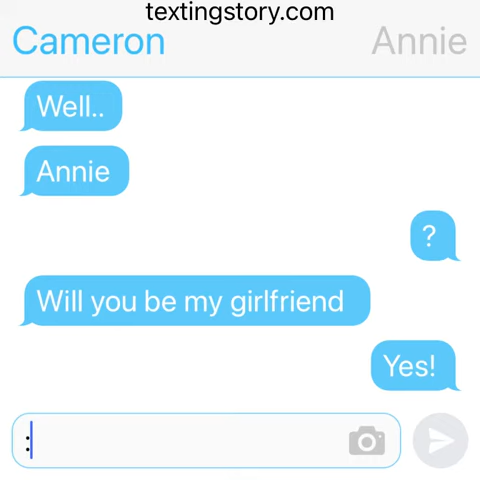 textingstory.com
Cameron Annie
Well..
Annie
?
Will you be my girlfriend
Yes!
: